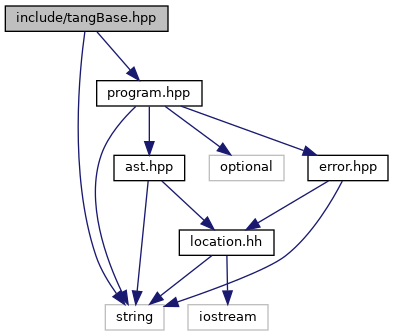 include/tangBase.hpp
program.hpp
ast.hpp
optional
error.hpp
location.hh
string
iostream